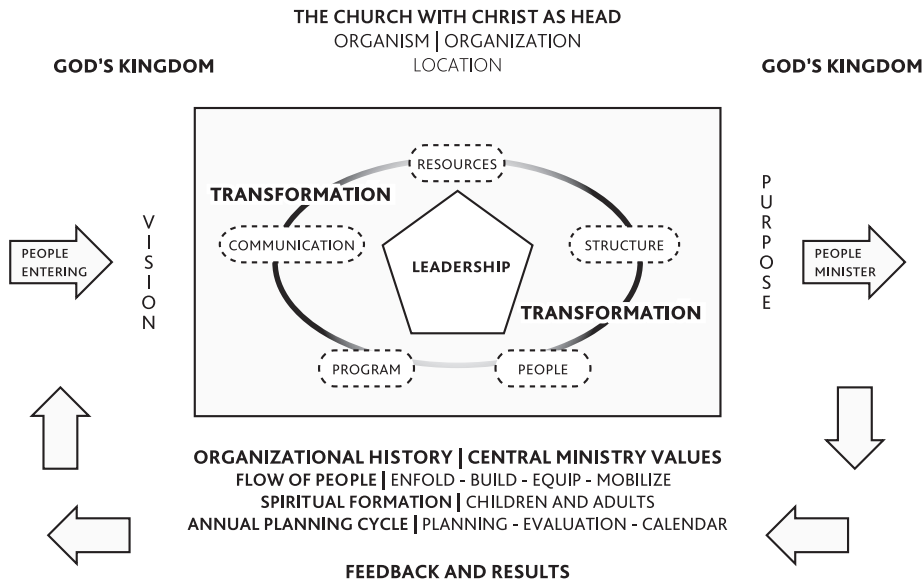 THE CHURCH WITH CHRIST AS HEAD
ORGANISM | ORGANIZATION
LOCATION
GOD'S KINGDOM
GOD'S KINGDOM
RESOURCES
TRANSFORMATION
COMMUNICATION
STRUCTURE
LEADERSHIP
TRANSFORMATION
PROGRAM
PEOPLE
VISION
PEOPLE
ENTERING
PURPOSE
PEOPLE
MINISTER
ORGANIZATIONAL HISTORY | CENTRAL MINISTRY VALUES
FLOW OF PEOPLE | ENFOLD - BUILD - EQUIP - MOBILIZE
SPIRITUAL FORMATION | CHILDREN AND ADULTS
ANNUAL PLANNING CYCLE | PLANNING - EVALUATION - CALENDAR
FEEDBACK AND RESULTS